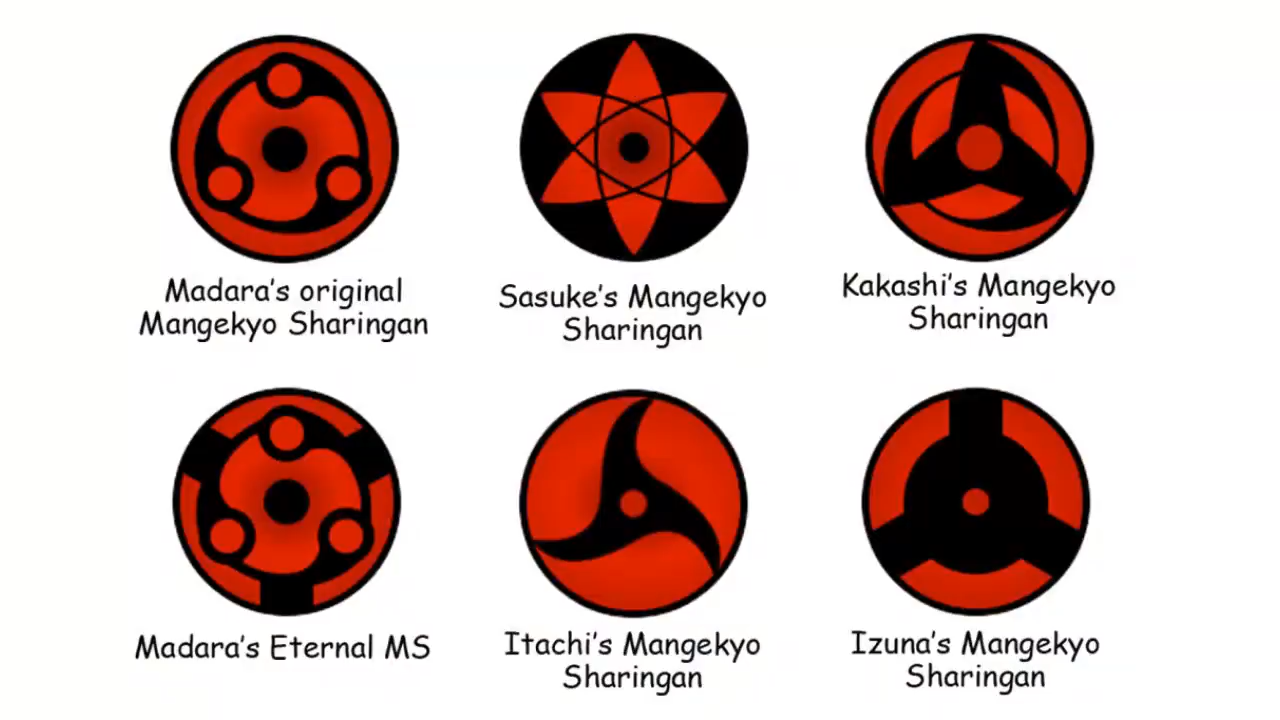 Madara's original
Mangekyo Sharingan
Sasuke's Mangekyo
Sharingan
Kakashi's Mangekyo
Sharingan
Madara's Eternal MS
Itachi's Mangekyo
Sharingan
Izuna's Mangekyo
Sharingan